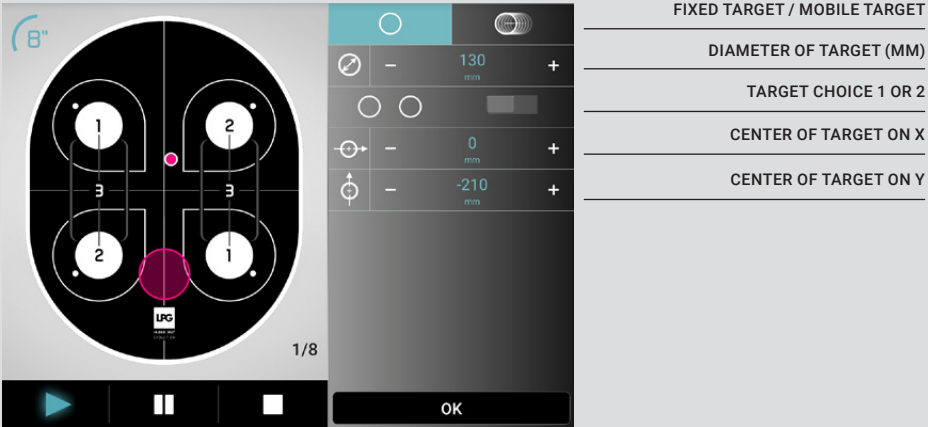 8"
1
2
3
3
2
1
LPG
1/8
130
mm
0
mm
-210
mm
OK
FIXED TARGET / MOBILE TARGET
DIAMETER OF TARGET (MM)
TARGET CHOICE 1 OR 2
CENTER OF TARGET ON X
CENTER OF TARGET ON Y